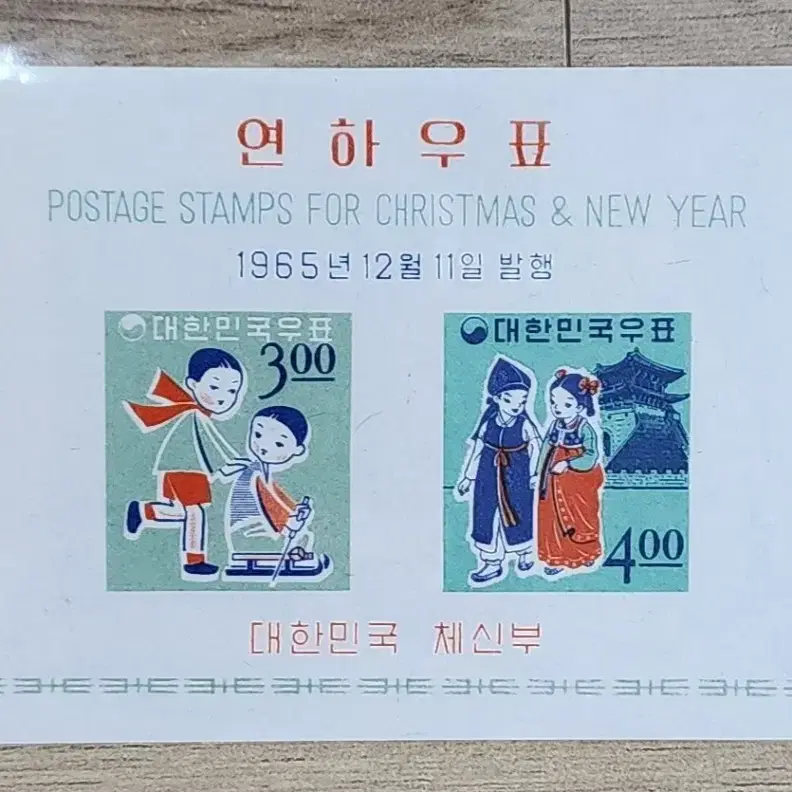 연하우표
POSTAGE STAMPS FOR CHRISTMAS & NEW YEAR
1965년 12월 11일 발행
대한민국우표
3.00
대한민국우표
4.00
대한민국 체신부